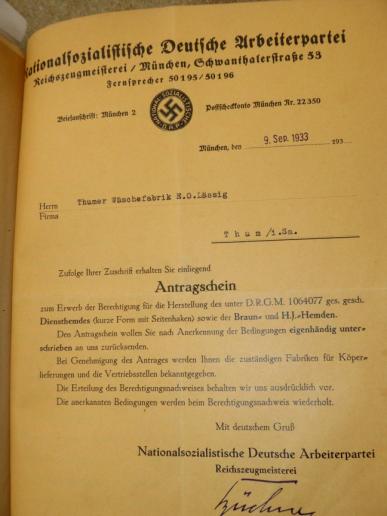 Nationalsozialistische Deutsche Arbeiterpartei
Reichszeugmeisterei / München, Schwanthalerstraße 53
Fernsprecher 50195/50196
Briefanschrift: München 2
Postscheckkonto München Nr. 22350
NATIONAL-SOZIALISTISCHE D.A.P.
München, den 9. Sep. 1933 193
Herrn
Firma
Thumer Wäschefabrik E.O.Lässig
Thum /i.Sa.
Zufolge Ihrer Zuschrift erhalten Sie einliegend
Antragschein
zum Erwerb der Berechtigung für die Herstellung des unter D.R.G.M. 1064077 ges. gesch.
Diensthemdes (kurze Form mit Seitenhaken) sowie der Braun- und H.J.-Hemden.
Den Antragschein wollen Sie nach Anerkennung der Bedingungen eigenhändig unter-
schrieben an uns zurücksenden.
Bei Genehmigung des Antrages werden Ihnen die zuständigen Fabriken für Köper-
lieferungen und die Vertriebsstellen bekanntgegeben.
Die Erteilung des Berechtigungsnachweises behalten wir uns ausdrücklich vor.
Die anerkannten Bedingungen werden beim Berechtigungsnachweis wiederholt.
Mit deutschem Gruß
Nationalsozialistische Deutsche Arbeiterpartei
Reichszeugmeisterei